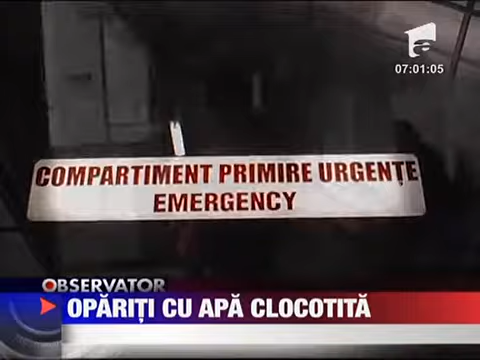 07:01:05
COMPARTIMENT PRIMIRE URGENȚE
EMERGENCY
OBSERVATOR
OPĂRIȚI CU APĂ CLOCOTITĂ